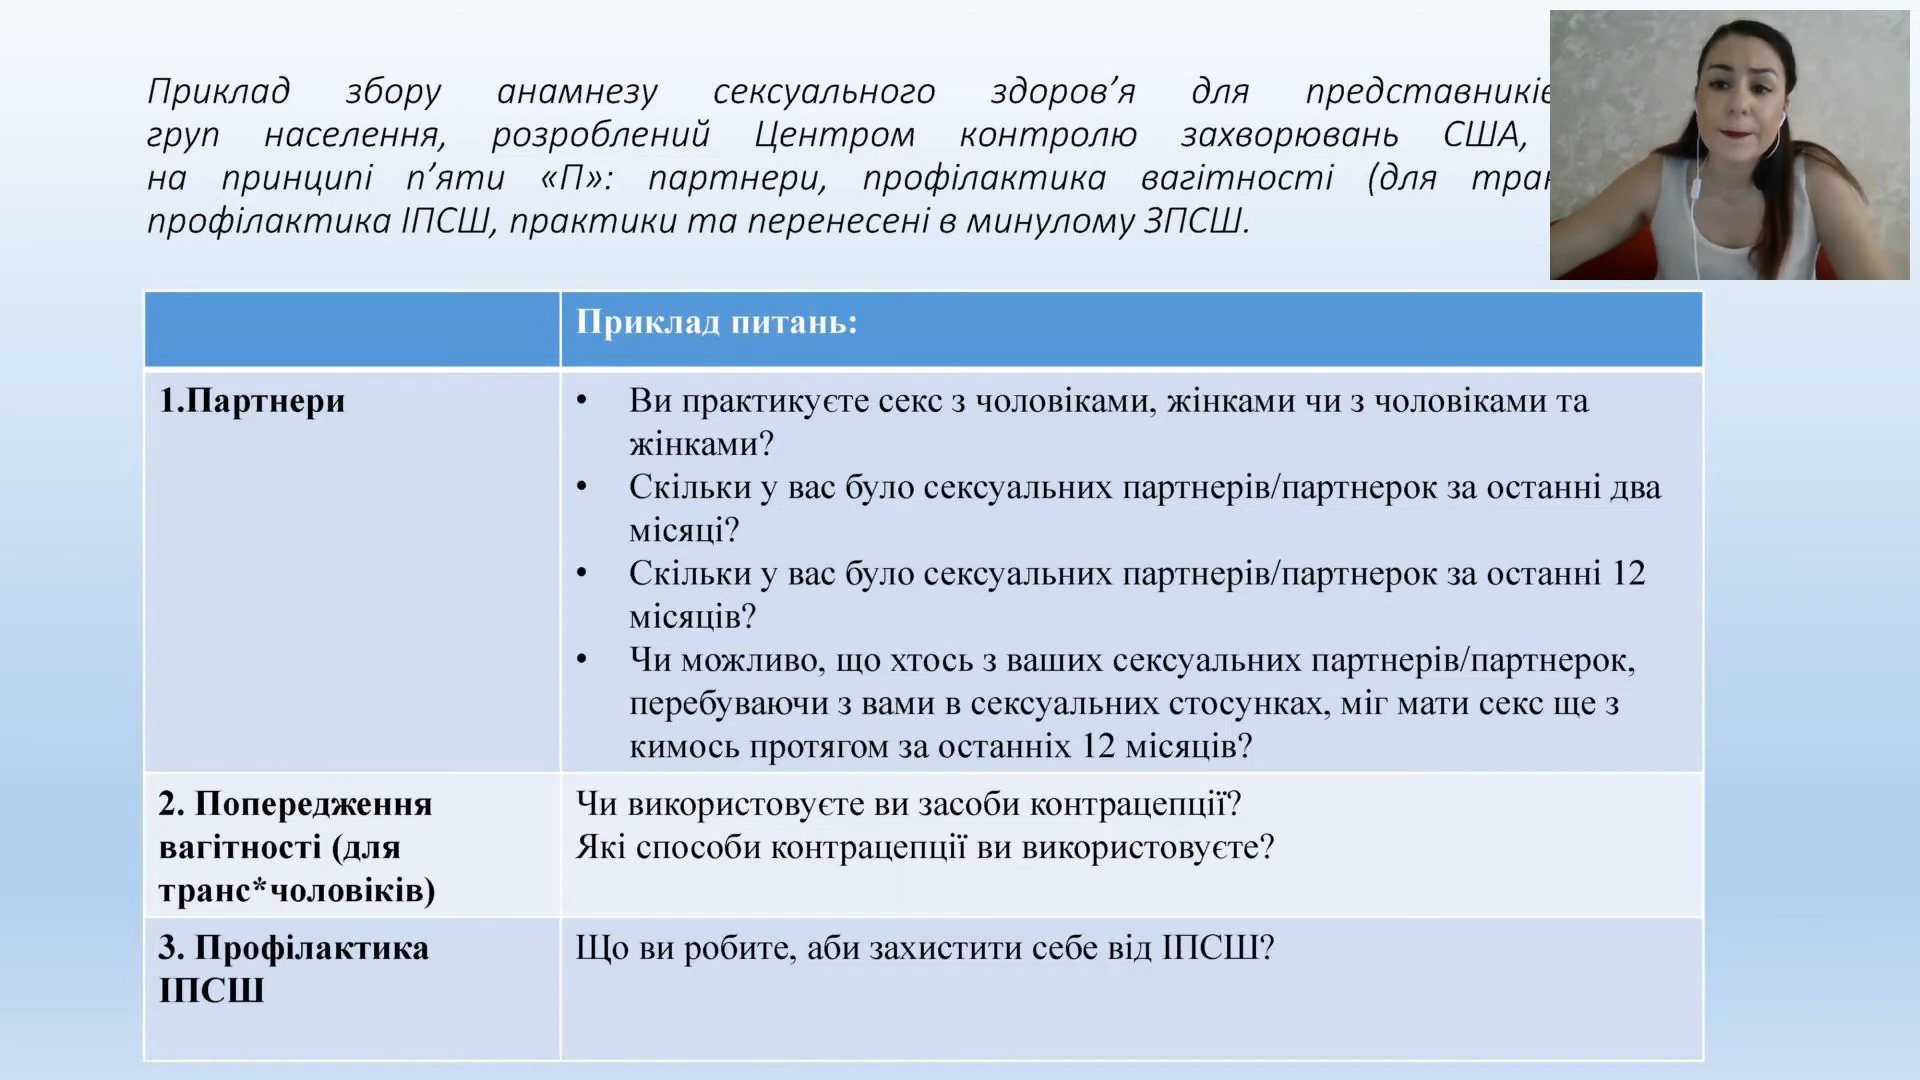 Приклад збору анамнезу сексуального здоров’я для
груп населення, розроблений Центром контролю захворювань США,
на принципі п’яти «П»: партнери, профілактика вагітності (для
профілактика ІПСШ, практики та перенесені в минулому ЗПСШ.
Приклад питань:
1.Партнери
• Ви практикуєте секс з чоловіками, жінками чи з чоловіками та
жінками?
• Скільки у вас було сексуальних партнерів/партнерок за останні два
місяці?
• Скільки у вас було сексуальних партнерів/партнерок за останні 12
місяців?
• Чи можливо, що хтось з ваших сексуальних партнерів/партнерок,
перебуваючи з вами в сексуальних стосунках, міг мати секс ще з
кимось протягом за останніх 12 місяців?
2. Попередження
вагітності (для
транс*чоловіків)
Чи використовуєте ви засоби контрацепції?
Які способи контрацепції ви використовуєте?
3. Профілактика
ІПСШ
Що ви робите, аби захистити себе від ІПСШ?